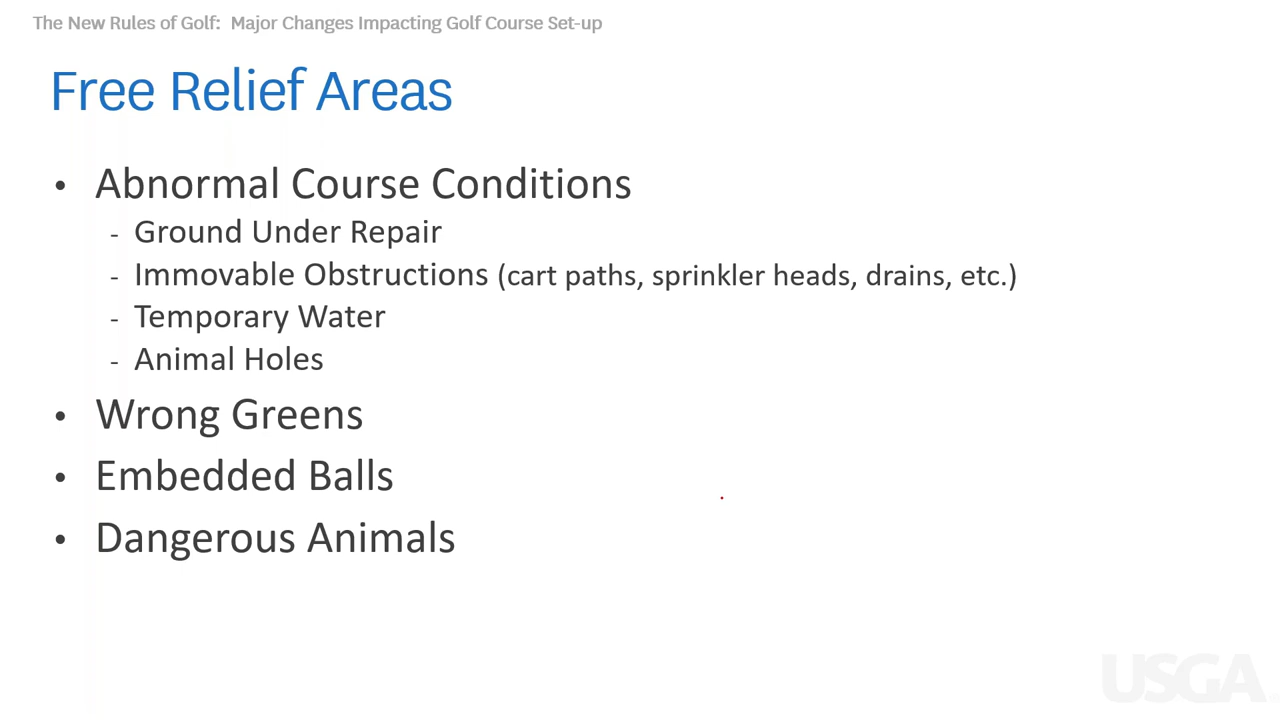 The New Rules of Golf:  Major Changes Impacting Golf Course Set-up
Free Relief Areas
• Abnormal Course Conditions
- Ground Under Repair
- Immovable Obstructions (cart paths, sprinkler heads, drains, etc.)
- Temporary Water
- Animal Holes
• Wrong Greens
• Embedded Balls
• Dangerous Animals
USGA